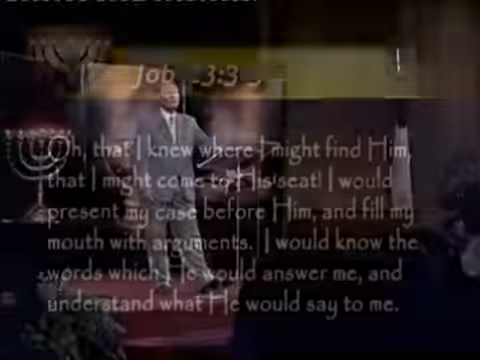 Job 23:3-5
Oh, that I knew where I might find Him,
that I might come to His seat! I would
present my case before Him, and fill my
mouth with arguments. I would know the
words which He would answer me, and
understand what He would say to me.